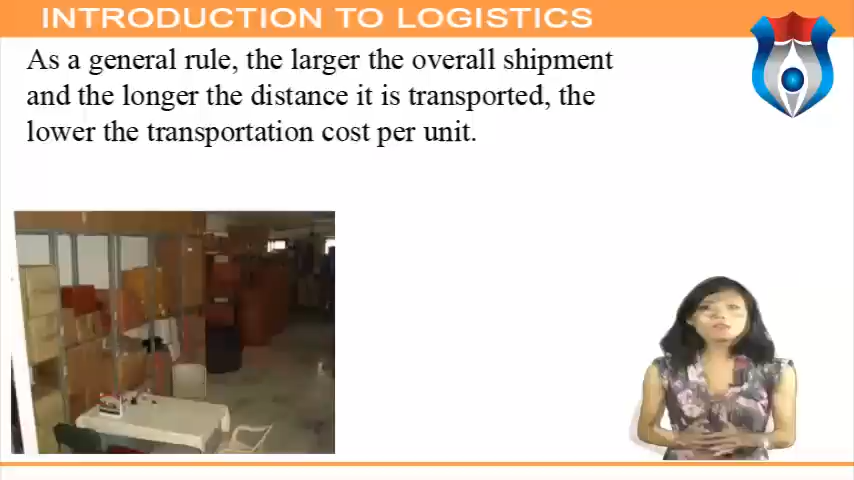 INTRODUCTION TO LOGISTICS
As a general rule, the larger the overall shipment
and the longer the distance it is transported, the
lower the transportation cost per unit.